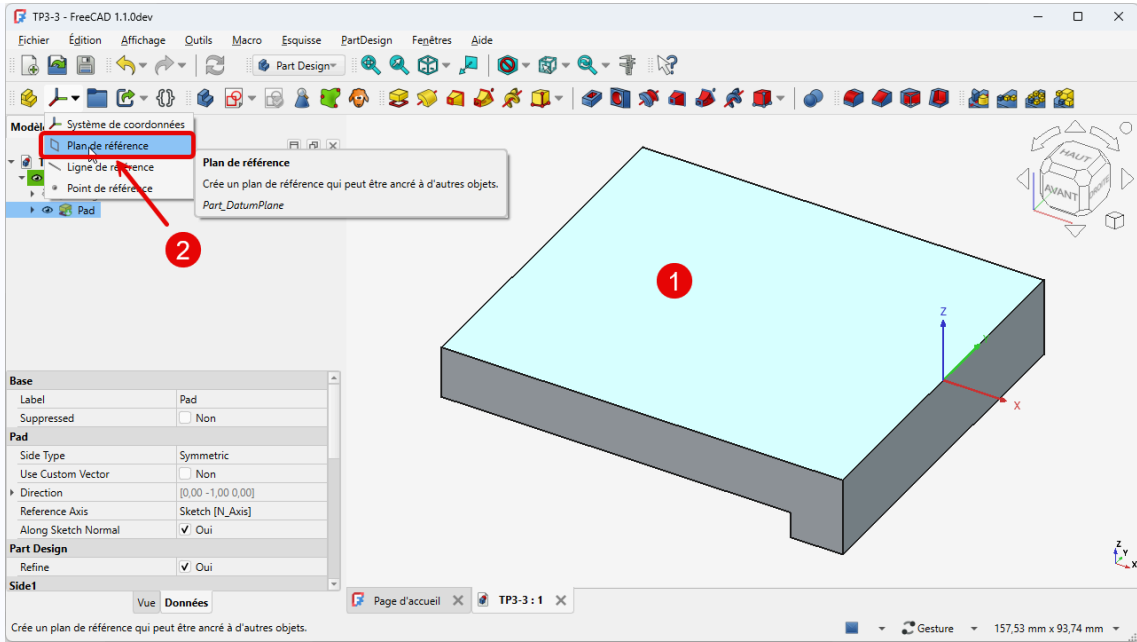 TP3-3 - FreeCAD 1.1.0dev
Fichier Édition Affichage Outils Macro Esquisse PartDesign Fenêtres Aide
Part Design
Système de coordonnées
Plan de référence
Ligne de référence
Point de référence
Plan de référence
Crée un plan de référence qui peut être ancré à d'autres objets.
Part_DatumPlane
Pad
2
1
HAUT
AVANT
DROITE
Z
X
Base
Label Pad
Suppressed Non
Pad
Side Type Symmetric
Use Custom Vector Non
Direction [0,00 -1,00 0,00]
Reference Axis Sketch [N_Axis]
Along Sketch Normal Oui
Part Design
Refine Oui
Side1
Z
Y
X
Vue Données
Page d'accueil TP3-3 : 1
Crée un plan de référence qui peut être ancré à d'autres objets.
Gesture 157,53 mm x 93,74 mm